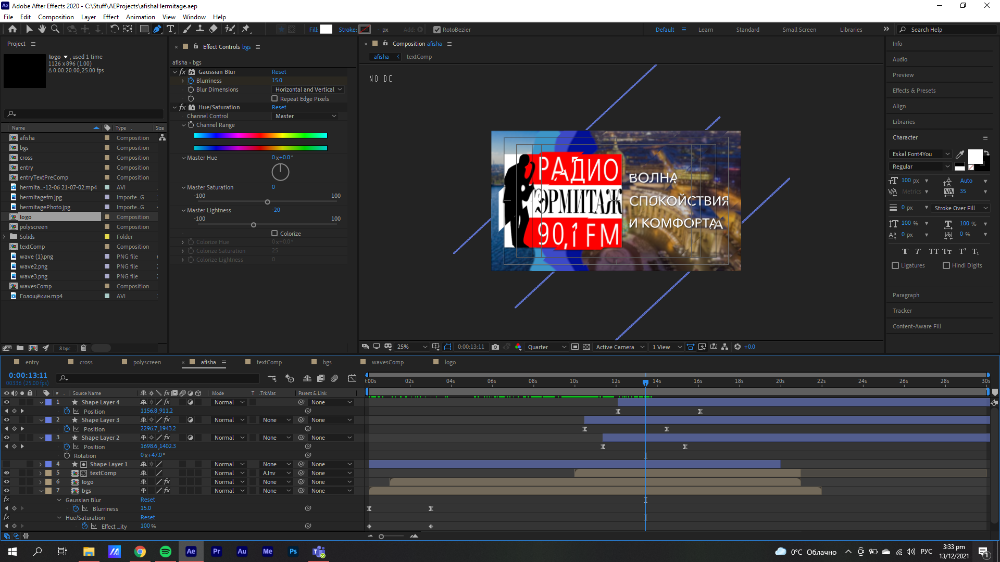 Adobe After Effects 2020 - C:\Stuff\AEProjects\afishaHermitage.aep
File Edit Composition Layer Effect Animation View Window Help
Fill: Stroke: - px Add: RotoBezier Default Learn Standard Small Screen Libraries Search Help
Project
logo , used 1 time
1126 x 896 (1.00)
Δ 0:00:20:00, 25.00 fps
Name Type Size
afisha Composition
bgs Composition
cross Composition
entry Composition
entryTextPreComp Composition
hermita...-12-06 21-07-02.mp4 AVI
hermitagefm.jpg Importe...G
hermitagePhoto.jpg Importe...G
logo Composition
polyscreen Composition
Solids Folder
textComp Composition
wave (1).png PNG file
wave2.png PNG file
wave3.png PNG file
wavesComp Composition
Голощёкин.mp4 AVI
8 bpc
Effect Controls bgs
afisha • bgs
fx Gaussian Blur Reset
Blurriness 15.0
Blur Dimensions Horizontal and Vertical
Repeat Edge Pixels
fx Hue/Saturation Reset
Channel Control Master
Channel Range
Master Hue 0x+0.0°
Master Saturation 0
-100 100
Master Lightness -20
-100 100
Colorize
Colorize Hue 0x+0.0°
Colorize Saturation 25
Colorize Lightness 0
Composition afisha
afisha textComp
NO DC
РАДИО
ЭРМИТАЖ
90,1 FM
ВОЛНА
СПОКОЙСТВИЯ
И КОМФОРТА
25% 0:00:13:11 Quarter Active Camera 1 View +0.0
Info
Audio
Preview
Effects & Presets
Align
Libraries
Character
Eskal Font4You
Regular
100 px Auto
Metrics 35
0 px Stroke Over Fill
100 % 100 %
0 px 0 %
T T TT Tт T¹ T₁
Ligatures Hindi Digits
Paragraph
Tracker
Content-Aware Fill
entry cross polyscreen afisha textComp bgs wavesComp logo
0:00:13:11
00336 (25.00 fps)
:00s 02s 04s 06s 08s 10s 12s 14s 16s 18s 20s 22s 24s 26s 28s 30s
# Source Name Mode T .TrkMat Parent & Link
1 Shape Layer 4 fx Normal None
Position 1156.8,911.2
2 Shape Layer 3 fx Normal None None
Position 2296.7,1943.2
3 Shape Layer 2 fx Normal None None
Position 1698.6,1402.3
Rotation 0x+47.0°
4 Shape Layer 1 Normal None None
5 textComp Normal A.Inv None
6 logo fx Normal None None
7 bgs fx Normal None None
fx Gaussian Blur Reset
Blurriness 15.0
fx Hue/Saturation Reset
Effect ...ity 100 %
Ae Pr Au Me Ps
0°C Облачно РУС
3:33 pm
13/12/2021
1